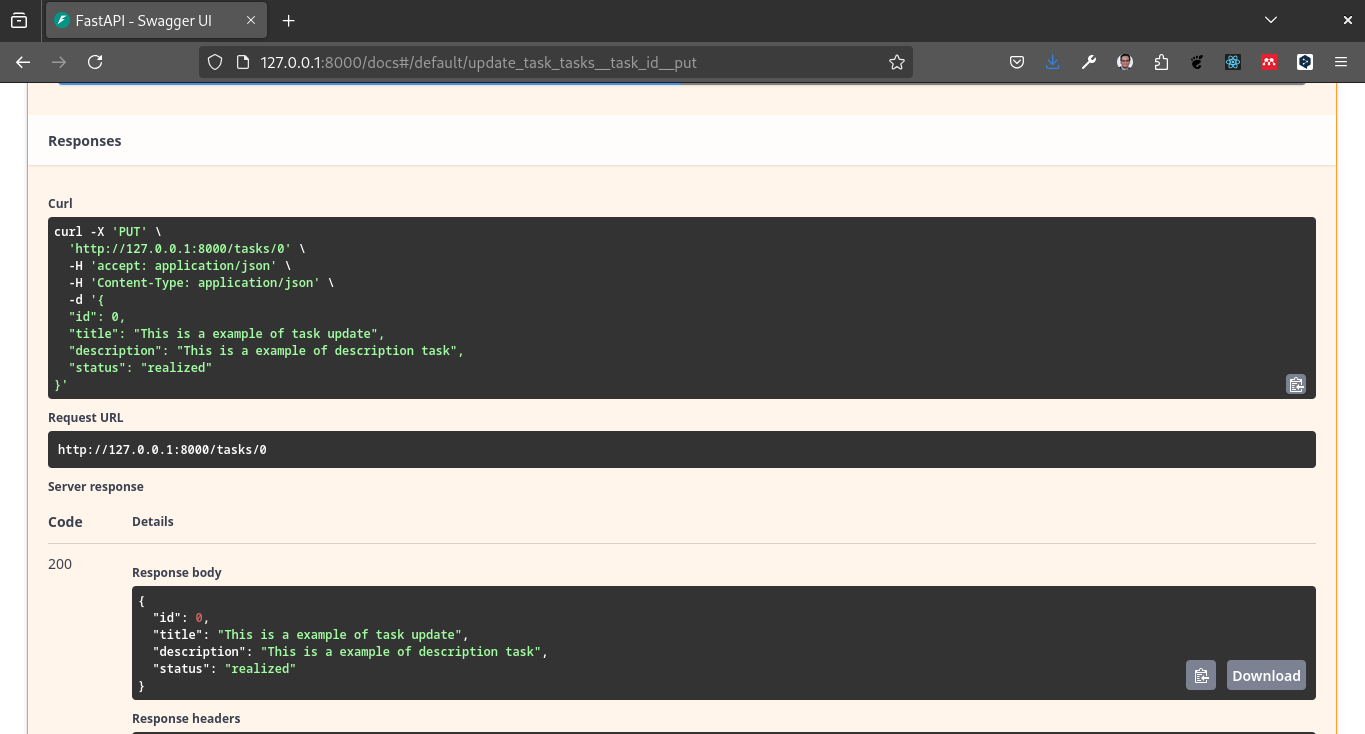 FastAPI - Swagger UI
127.0.0.1:8000/docs#/default/update_task_tasks__task_id__put
Responses
Curl
curl -X 'PUT' \
  'http://127.0.0.1:8000/tasks/0' \
  -H 'accept: application/json' \
  -H 'Content-Type: application/json' \
  -d '{
  "id": 0,
  "title": "This is a example of task update",
  "description": "This is a example of description task",
  "status": "realized"
}'
Request URL
http://127.0.0.1:8000/tasks/0
Server response
Code Details
200
Response body
{
  "id": 0,
  "title": "This is a example of task update",
  "description": "This is a example of description task",
  "status": "realized"
}
Download
Response headers